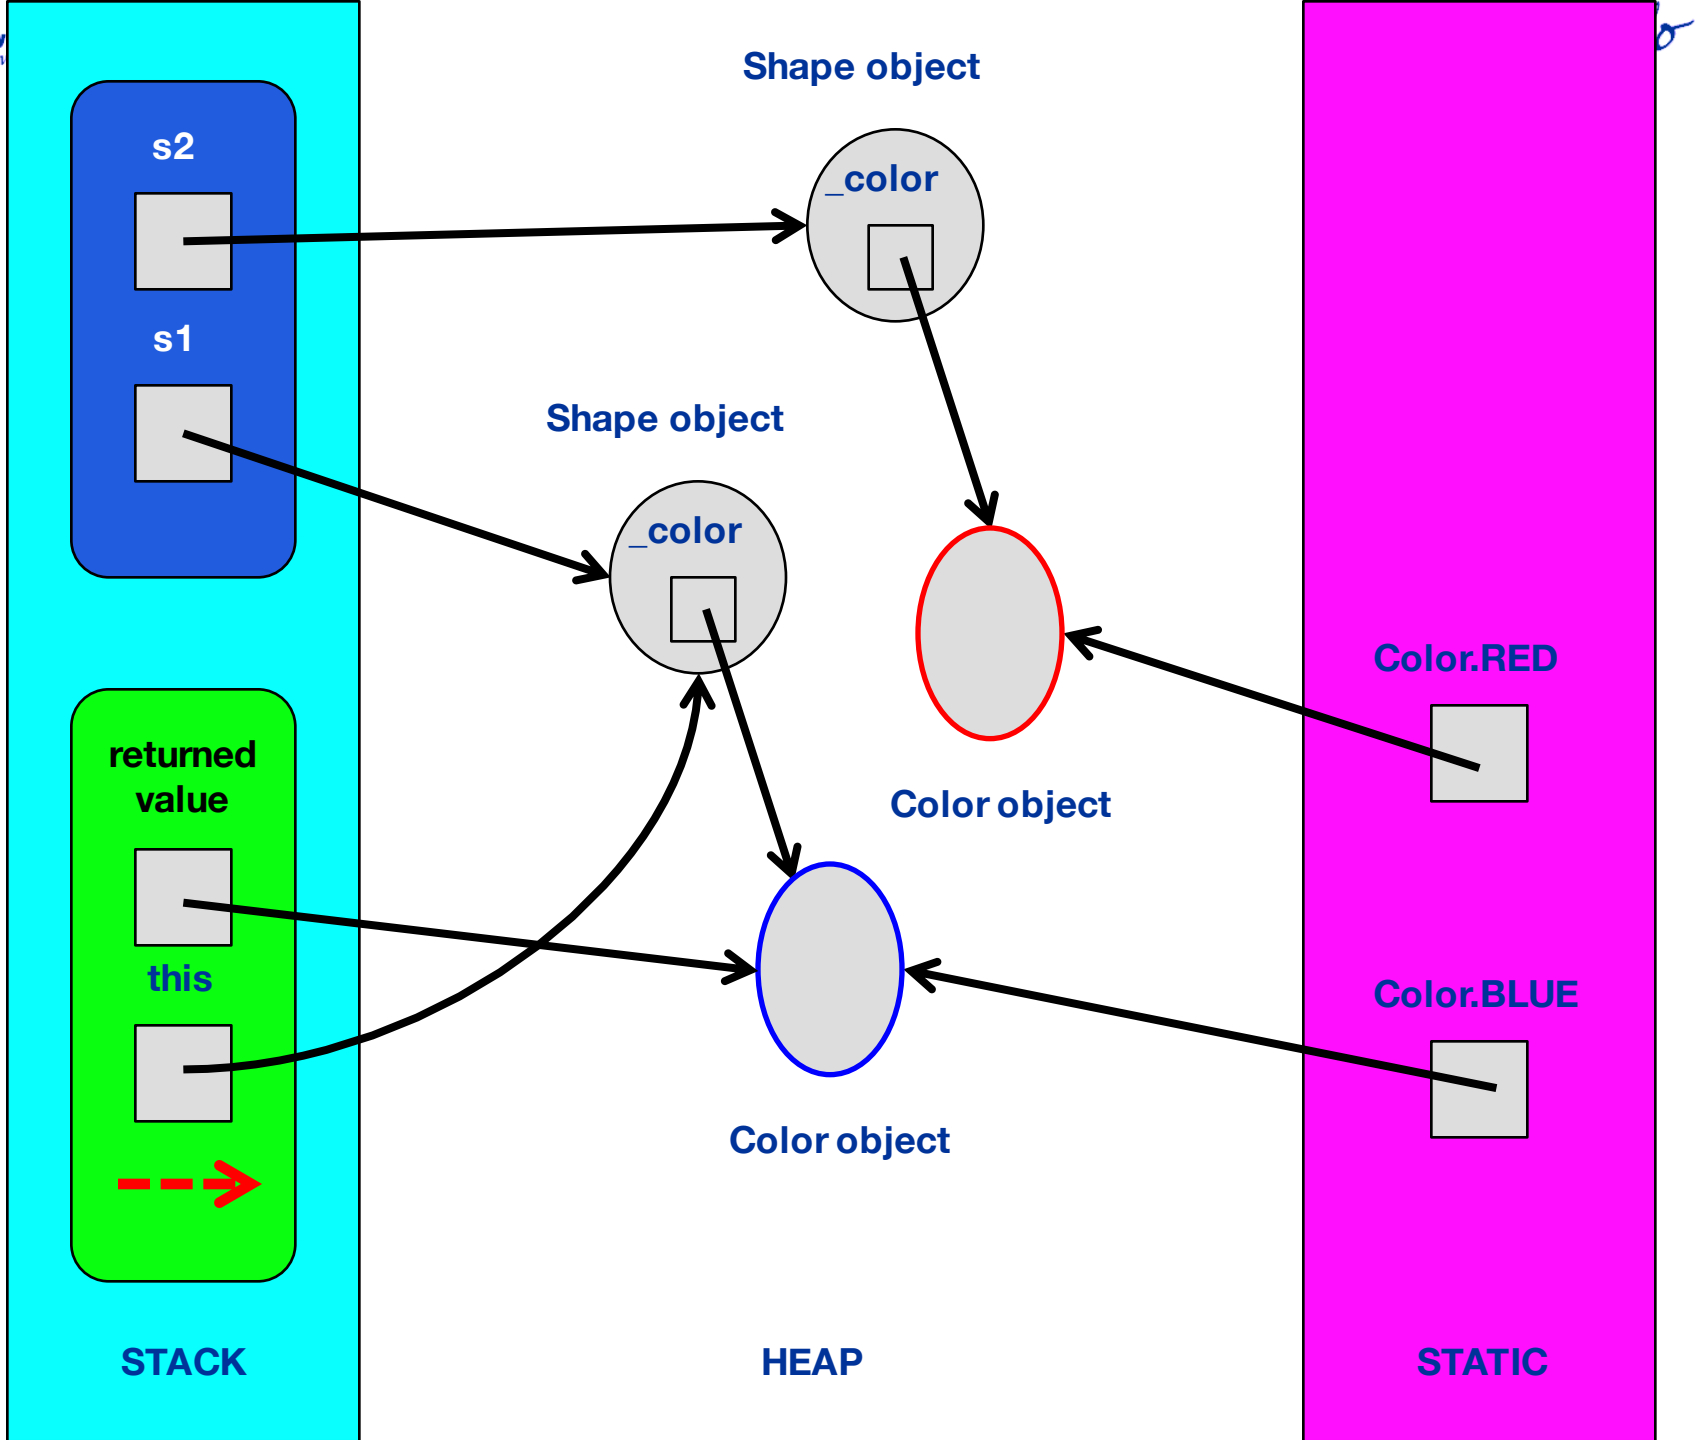 Shape object
s2
_color
s1
Shape object
_color
Color.RED
returned
value
Color object
this
Color.BLUE
Color object
STACK
HEAP
STATIC